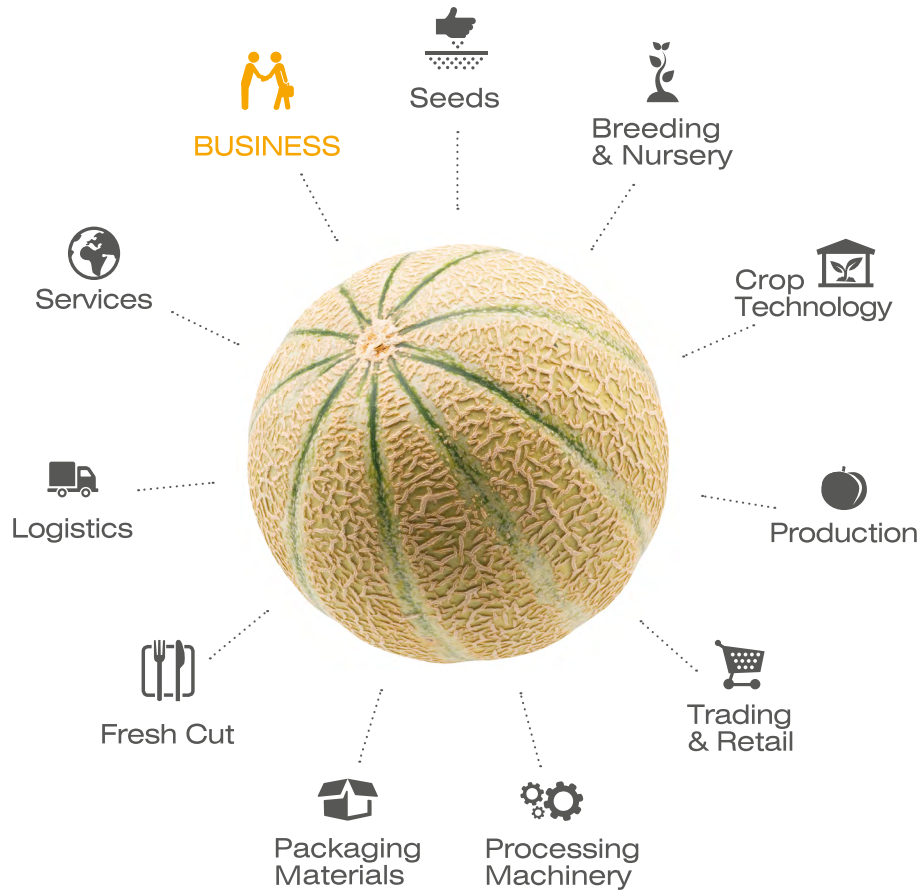 Seeds
BUSINESS
Breeding
& Nursery
Services
Crop
Technology
Logistics
Production
Fresh Cut
Trading
& Retail
Packaging
Materials
Processing
Machinery